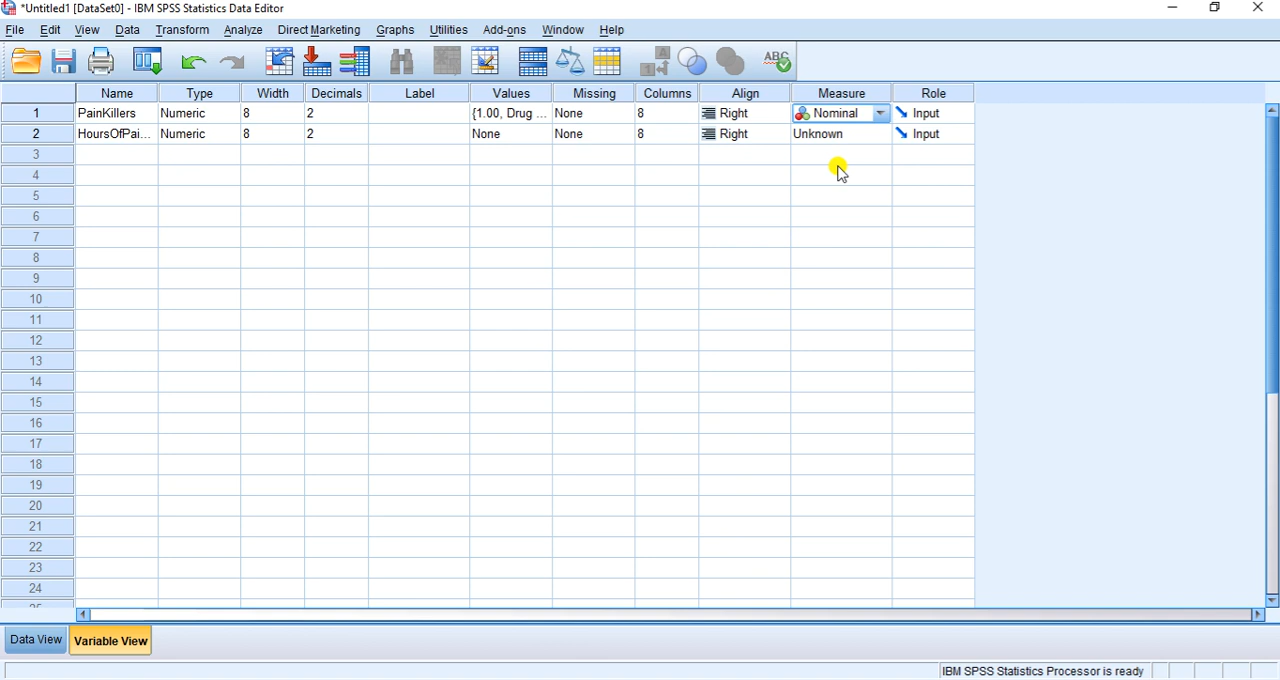 *Untitled1 [DataSet0] - IBM SPSS Statistics Data Editor
File Edit View Data Transform Analyze Direct Marketing Graphs Utilities Add-ons Window Help
A
1
ABC
Name Type Width Decimals Label Values Missing Columns Align Measure Role
1 PainKillers Numeric 8 2 {1.00, Drug ... None 8 Right Nominal Input
2 HoursOfPai... Numeric 8 2 None None 8 Right Unknown Input
3
4
5
6
7
8
9
10
11
12
13
14
15
16
17
18
19
20
21
22
23
24
25
Data View Variable View
IBM SPSS Statistics Processor is ready